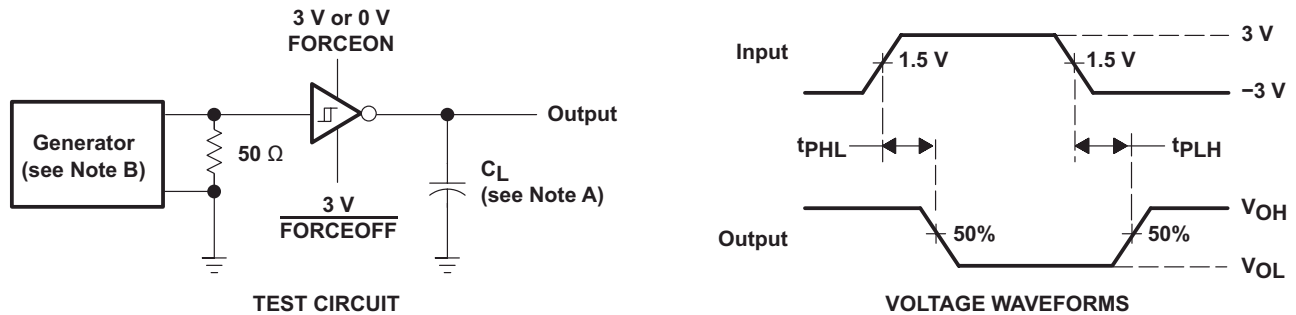 3 V or 0 V
FORCEON
Generator
(see Note B)
50 Ω
Output
CL
(see Note A)
3 V
FORCEOFF
TEST CIRCUIT
Input
1.5 V
1.5 V
3 V
−3 V
tPHL
tPLH
Output
50%
50%
VOH
VOL
VOLTAGE WAVEFORMS